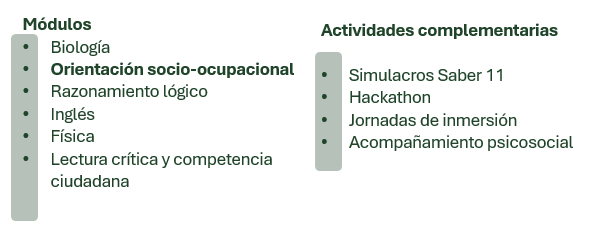 Módulos
• Biología
• Orientación socio-ocupacional
• Razonamiento lógico
• Inglés
• Física
• Lectura crítica y competencia
ciudadana
Actividades complementarias
• Simulacros Saber 11
• Hackathon
• Jornadas de inmersión
• Acompañamiento psicosocial